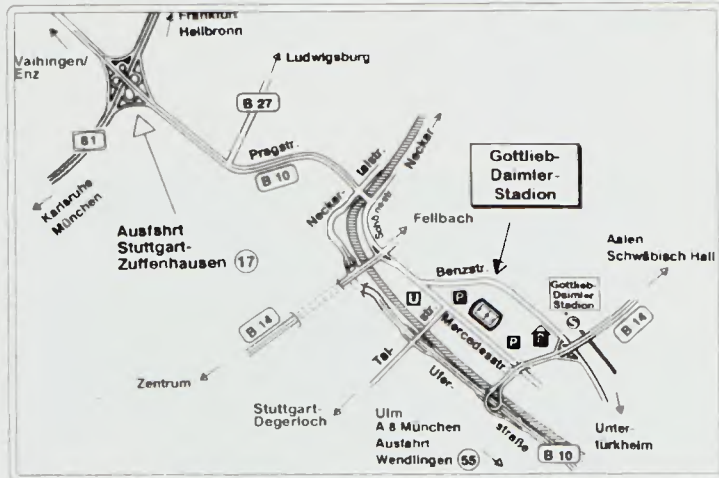 Frankfurt
Heilbronn
Vaihingen/
Enz
Ludwigsburg
B 27
81
Pragstr.
B 10
Karlsruhe
München
Ausfahrt
Stuttgart-
Zuffenhausen 17
Neckar-
talstr.
Neckar
Schönestr
Gottlieb-
Daimler-
Stadion
Fellbach
Benzstr.
Aalen
Schwäbisch Hall
Gottlieb-
Daimler
Stadion
S
U
P
P
P
Mercedesstr
B 14
B 14
Zentrum
Tal-
str
Ufer-
straße
Stuttgart-
Degerloch
Ulm
A 8 München
Ausfahrt
Wendlingen 55
B 10
Unter-
türkheim